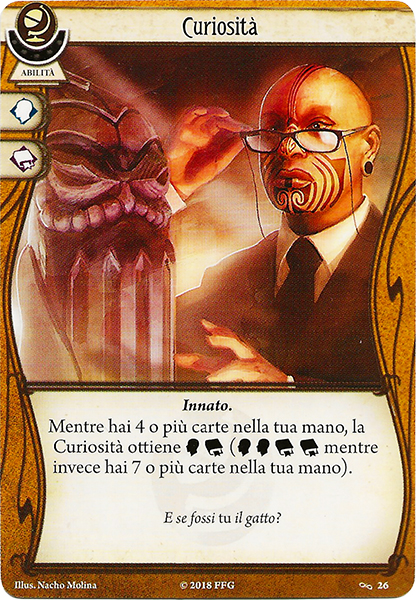 Curiosità
ABILITÀ
Innato.
Mentre hai 4 o più carte nella tua mano, la
Curiosità ottiene ( mentre
invece hai 7 o più carte nella tua mano).
E se fossi tu il gatto?
Illus. Nacho Molina © 2018 FFG 26